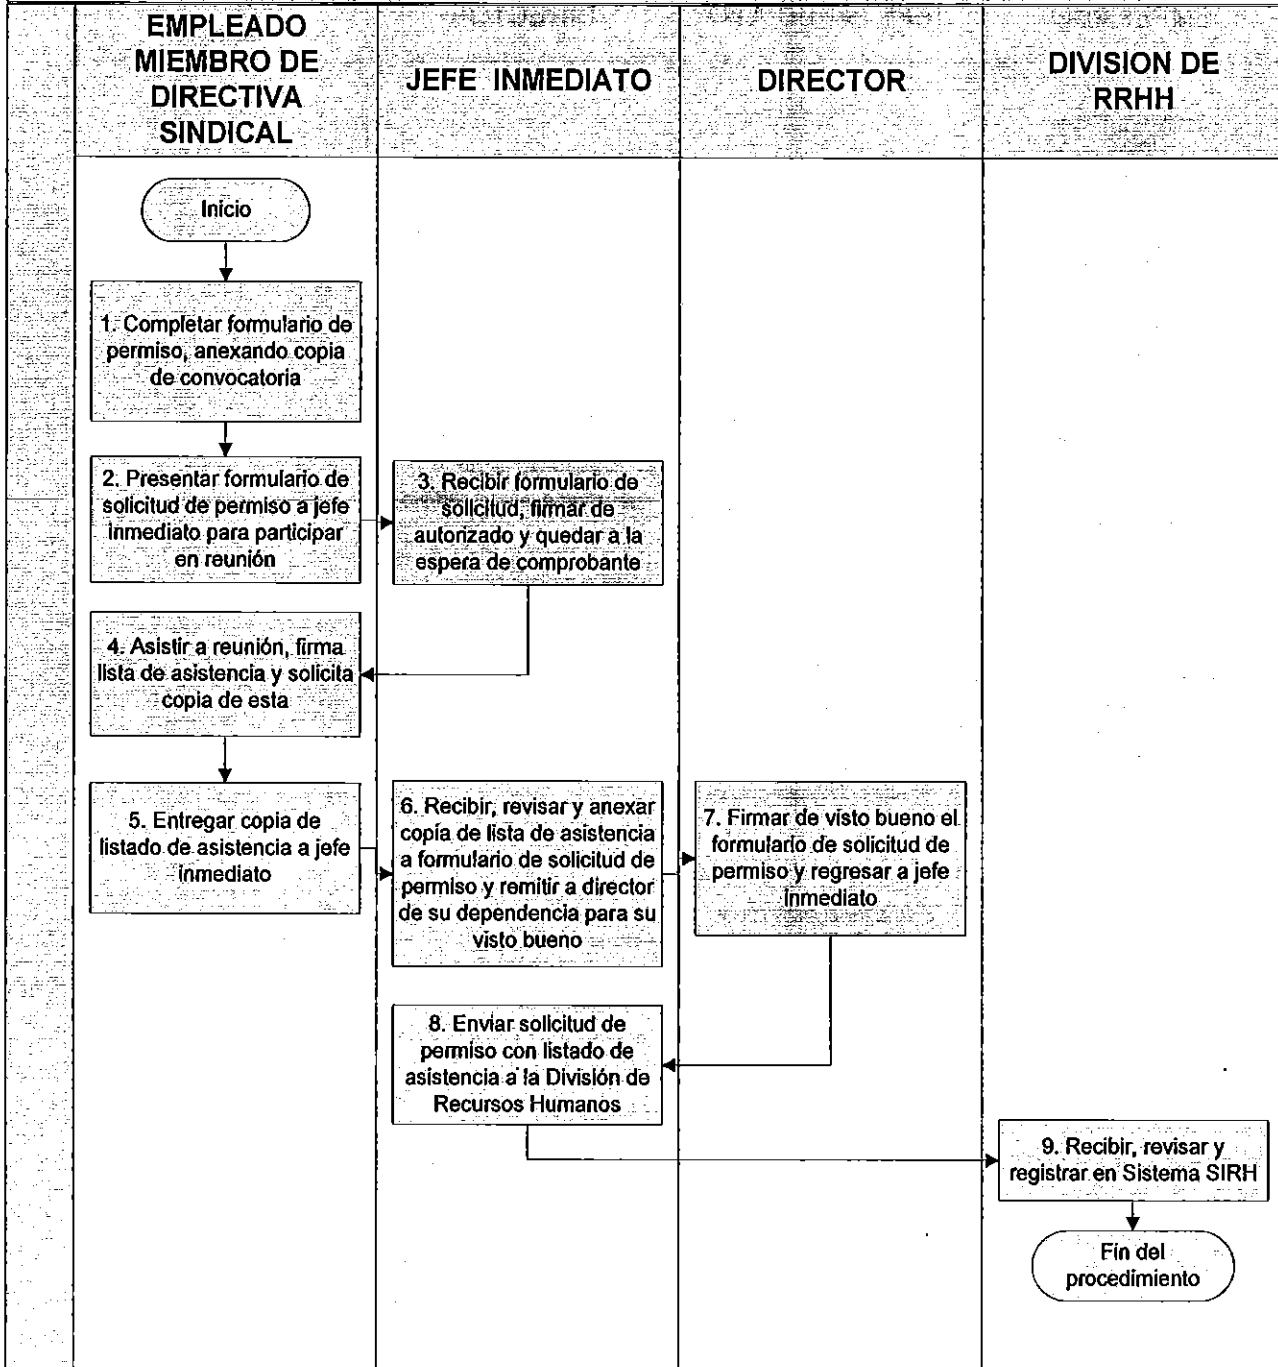 EMPLEADO
MIEMBRO DE
DIRECTIVA
SINDICAL
JEFE INMEDIATO
DIRECTOR
DIVISION DE
RRHH
Inicio
1. Completar formulario de
permiso, anexando copia
de convocatoria
2. Presentar formulario de
solicitud de permiso a jefe
inmediato para participar
en reunión
3. Recibir formulario de
solicitud, firmar de
autorizado y quedar a la
espera de comprobante
4. Asistir a reunión, firma
lista de asistencia y solicita
copia de esta
5. Entregar copia de
listado de asistencia a jefe
inmediato
6. Recibir, revisar y anexar
copia de lista de asistencia
a formulario de solicitud de
permiso y remitir a director
de su dependencia para su
visto bueno
7. Firmar de visto bueno el
formulario de solicitud de
permiso y regresar a jefe
inmediato
8. Enviar solicitud de
permiso con listado de
asistencia a la División de
Recursos Humanos
9. Recibir, revisar y
registrar en Sistema SIRH
Fin del
procedimiento